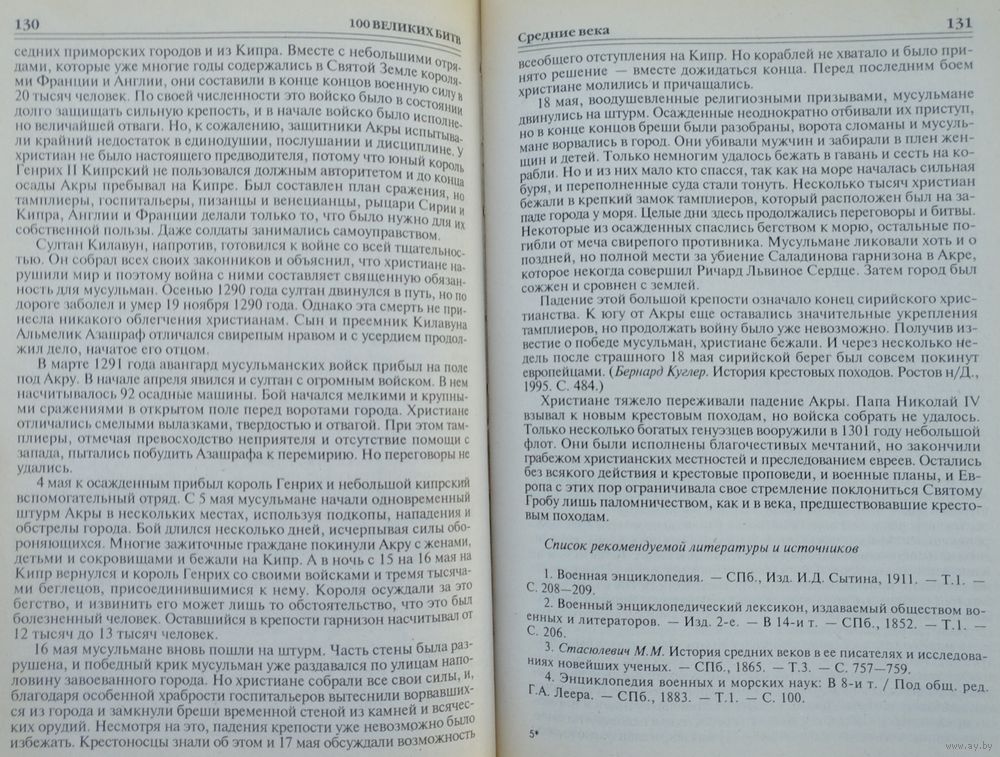 130
100 ВЕЛИКИХ БИТВ
седних приморских городов и из Кипра. Вместе с небольшими отря-
дами, которые уже многие годы содержались в Святой Земле короля-
ми Франции и Англии, они составили в конце концов военную силу в
20 тысяч человек. По своей численности это войско было в состоянии
долго защищать сильную крепость, и в начале войско было исполне-
но величайшей отваги. Но, к сожалению, защитники Акры испытыва-
ли крайний недостаток в единодушии, послушании и дисциплине. У
христиан не было настоящего предводителя, потому что юный король
Генрих II Кипрский не пользовался должным авторитетом и до конца
осады Акры пребывал на Кипре. Был составлен план сражения, но
тамплиеры, госпитальеры, пизанцы и венецианцы, рыцари Сирии и
Кипра, Англии и Франции делали только то, что было нужно для их
собственной пользы. Даже солдаты занимались самоуправством.
Султан Килавун, напротив, готовился к войне со всей тщательнос-
тью. Он собрал всех своих законников и объяснил, что христиане на-
рушили мир и поэтому война с ними составляет священную обязан-
ность для мусульман. Осенью 1290 года султан двинулся в путь, но по
дороге заболел и умер 19 ноября 1290 года. Однако эта смерть не при-
несла никакого облегчения христианам. Сын и преемник Килавуна
Альмелик Азашраф отличался свирепым нравом и с усердием продол-
жил дело, начатое его отцом.
В марте 1291 года авангард мусульманских войск прибыл на поле
под Акру. В начале апреля явился и султан с огромным войском. В нем
насчитывалось 92 осадные машины. Бой начался мелкими и крупны-
ми сражениями в открытом поле перед воротами города. Христиане
отличались смелыми вылазками, твердостью и отвагой. При этом там-
плиеры, отмечая превосходство неприятеля и отсутствие помощи с
запада, пытались побудить Азашрафа к перемирию. Но переговоры не
удались.
4 мая к осажденным прибыл король Генрих и небольшой кипрский
вспомогательный отряд. С 5 мая мусульмане начали одновременный
штурм Акры в нескольких местах, используя подкопы, нападения и
обстрелы города. Бой длился несколько дней, исчерпывая силы обо-
роняющихся. Многие зажиточные граждане покинули Акру с женами,
детьми и сокровищами и бежали на Кипр. А в ночь с 15 на 16 мая на
Кипр вернулся и король Генрих со своими войсками и тремя тысяча-
ми беглецов, присоединившимися к нему. Короля осуждали за это
бегство, и извинить его может лишь то обстоятельство, что это был
болезненный человек. Оставшийся в крепости гарнизон насчитывал от
12 тысяч до 13 тысяч человек.
16 мая мусульмане вновь пошли на штурм. Часть стены была раз-
рушена, и победный крик мусульман уже раздавался по улицам напо-
ловину завоеванного города. Но христиане собрали все свои силы, и,
благодаря особенной храбрости госпитальеров вытеснили ворвавших-
ся из города и замкнули бреши временной стеной из камней и всячес-
ких орудий. Несмотря на это, падения крепости уже невозможно было
избежать. Крестоносцы знали об этом и 17 мая обсуждали возможность
Средние века
131
всеобщего отступления на Кипр. Но кораблей не хватало и было при-
нято решение — вместе дожидаться конца. Перед последним боем
христиане молились и причащались.
18 мая, воодушевленные религиозными призывами, мусульмане
двинулись на штурм. Осажденные неоднократно отбивали их приступ,
но в конце концов бреши были разобраны, ворота сломаны и мусуль-
мане ворвались в город. Они убивали мужчин и забирали в плен жен-
щин и детей. Только немногим удалось бежать в гавань и сесть на ко-
рабли. Но и из них мало кто спасся, так как на море началась сильная
буря, и переполненные суда стали тонуть. Несколько тысяч христиан
бежали в крепкий замок тамплиеров, который расположен был на за-
паде города у моря. Целые дни здесь продолжались переговоры и битвы.
Некоторые из осажденных спаслись бегством к морю, остальные по-
гибли от меча свирепого противника. Мусульмане ликовали хоть и о
поздней, но полной мести за убиение Саладинова гарнизона в Акре,
которое некогда совершил Ричард Львиное Сердце. Затем город был
сожжен и сровнен с землей.
Падение этой большой крепости означало конец сирийского хрис-
тианства. К югу от Акры еще оставались значительные укрепления
тамплиеров, но продолжать войну было уже невозможно. Получив из-
вестие о победе мусульман, христиане бежали. И через несколько не-
дель после страшного 18 мая сирийский берег был совсем покинут
европейцами. (Бернард Куглер. История крестовых походов. Ростов н/Д.,
1995. С. 484.)
Христиане тяжело переживали падение Акры. Папа Николай IV
взывал к новым крестовым походам, но войска собрать не удалось.
Только несколько богатых генуэзцев вооружили в 1301 году небольшой
флот. Они были исполнены благочестивых мечтаний, но закончили
грабежом христианских местностей и преследованием евреев. Остались
без всякого действия и крестовые проповеди, и военные планы, и Ев-
ропа с этих пор ограничивала свое стремление поклониться Святому
Гробу лишь паломничеством, как и в века, предшествовавшие кресто-
вым походам.
Список рекомендуемой литературы и источников
1. Военная энциклопедия. — СПб., Изд. И.Д. Сытина, 1911. — Т.1. —
С. 208—209.
2. Военный энциклопедический лексикон, издаваемый обществом во-
енных и литераторов. — Изд. 2-е. — В 14-и т. — СПб., 1852. — Т.1. —
С. 206.
3. Стасюлевич М.М. История средних веков в ее писателях и исследова-
ниях новейших ученых. — СПб., 1865. — Т.3. — С. 757—759.
4. Энциклопедия военных и морских наук: В 8-и т. / Под общ. ред.
Г.А. Леера. — СПб., 1883. — Т.1. — С. 100.
5*
www.ay.by